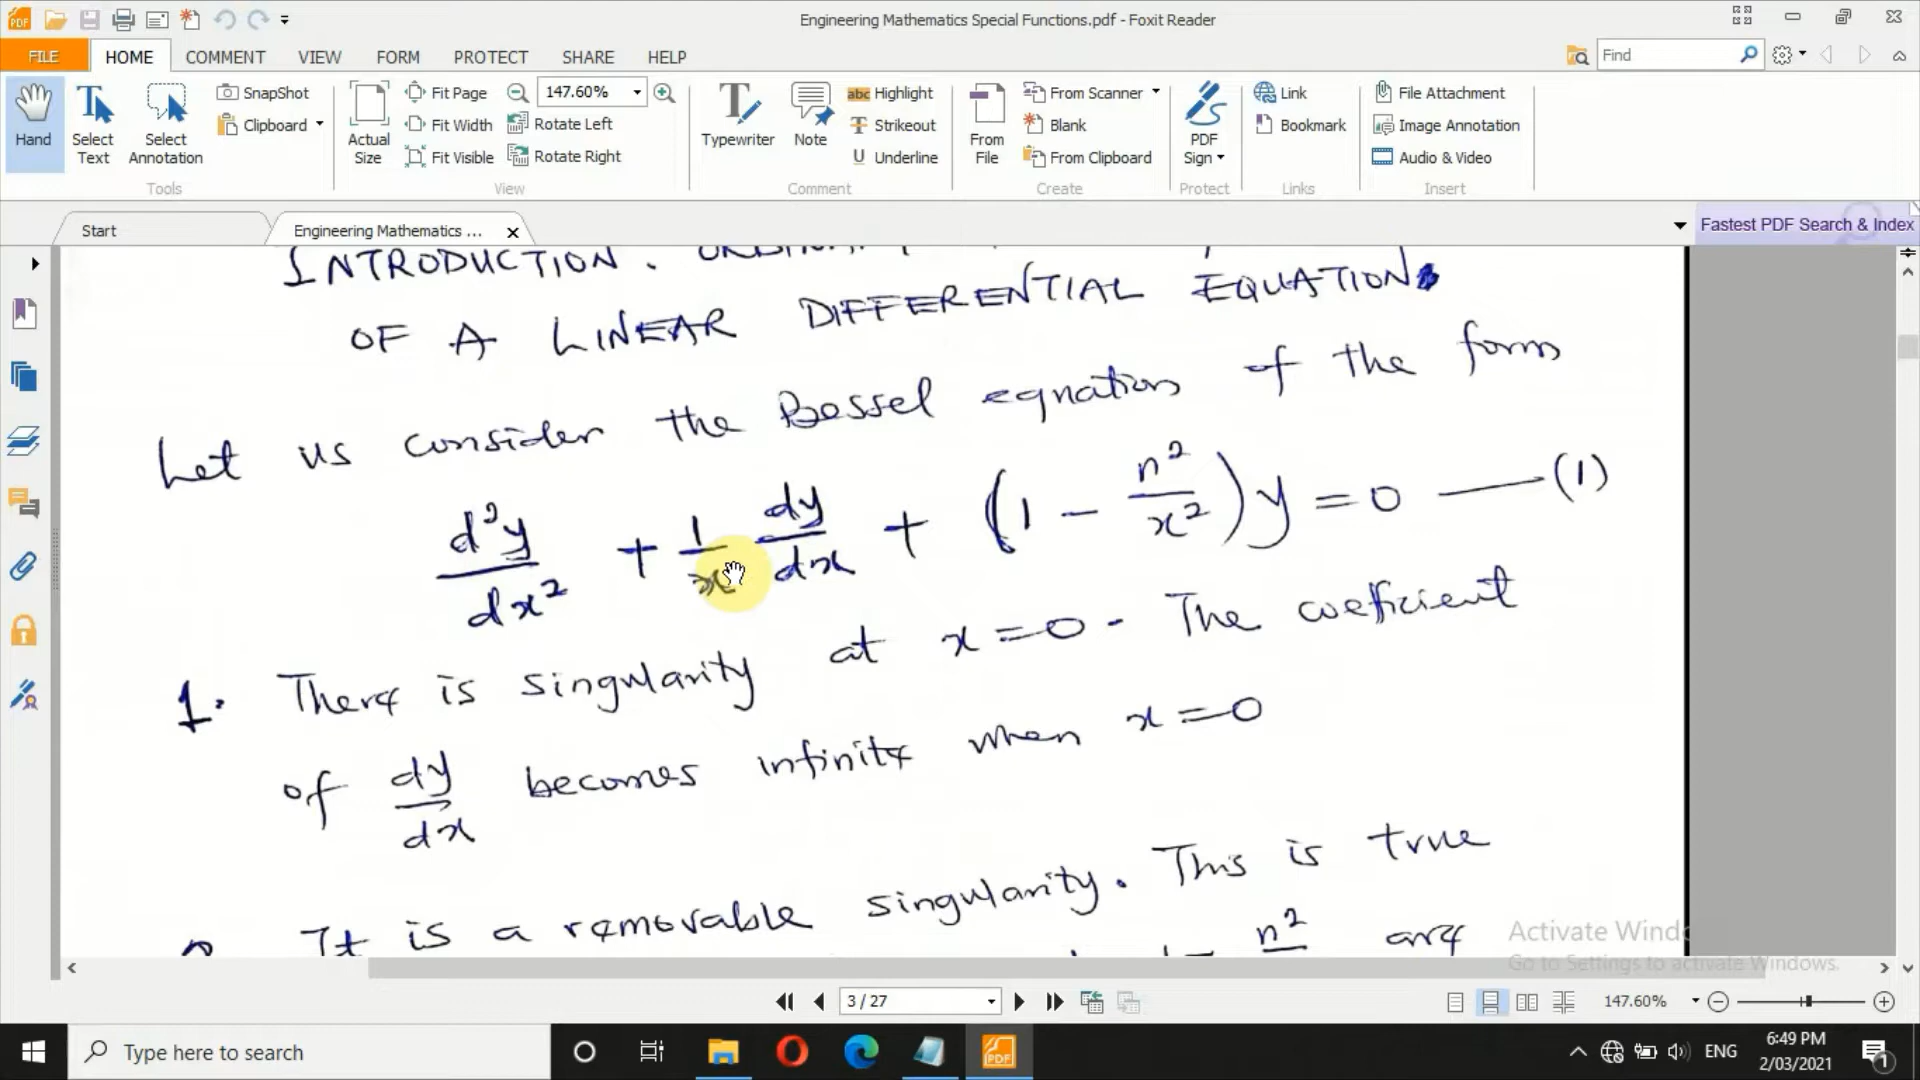 Engineering Mathematics Special Functions.pdf - Foxit Reader
FILE HOME COMMENT VIEW FORM PROTECT SHARE HELP
Find
Hand
Select Text
Select Annotation
SnapShot
Clipboard
Tools
Actual Size
Fit Page
Fit Width
Fit Visible
147.60%
Rotate Left
Rotate Right
View
Typewriter
Note
Highlight
Strikeout
Underline
Comment
From File
From Scanner
Blank
From Clipboard
Create
PDF Sign
Protect
Link
Bookmark
Links
File Attachment
Image Annotation
Audio & Video
Insert
Start
Engineering Mathematics ...
Fastest PDF Search & Index
INTRODUCTION.
OF A LINEAR DIFFERENTIAL EQUATION
Let us consider the Bessel equation of the form
d²y/dx² + 1/x dy/dx + (1 - n²/x²)y = 0 — (1)
1. There is singularity at x=0. The coefficient
of dy/dx becomes infinite when x=0
It is a removable singularity. This is true
n² are
Activate Windows
Go to Settings to activate Windows.
3 / 27
147.60%
Type here to search
ENG
6:49 PM
2/03/2021
1